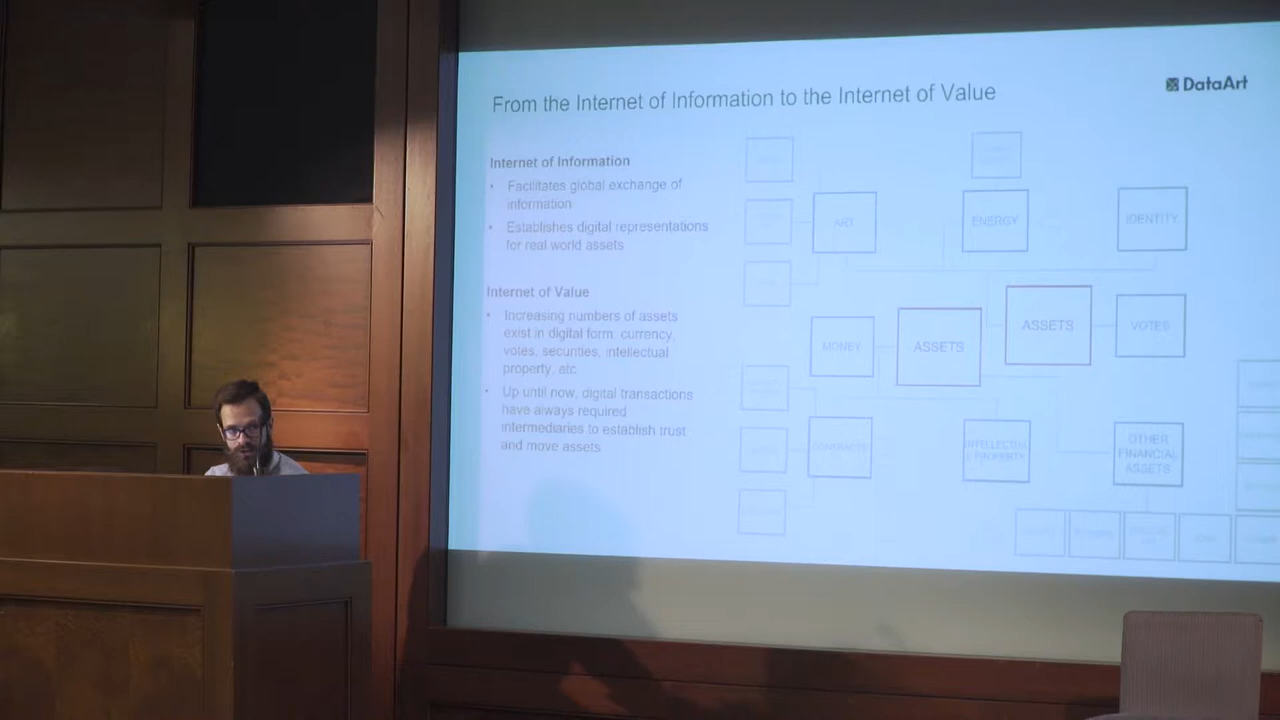 DataArt
From the Internet of Information to the Internet of Value
Internet of Information
• Facilitates global exchange of
information
• Establishes digital representations
for real world assets
Internet of Value
• Increasing numbers of assets
exist in digital form: currency,
votes, securities, intellectual
property, etc
• Up until now, digital transactions
have always required
intermediaries to establish trust
and move assets
ART
ENERGY
IDENTITY
MONEY
ASSETS
ASSETS
VOTES
CONTRACTS
INTELLECTUA
L PROPERTY
OTHER
FINANCIAL
ASSETS